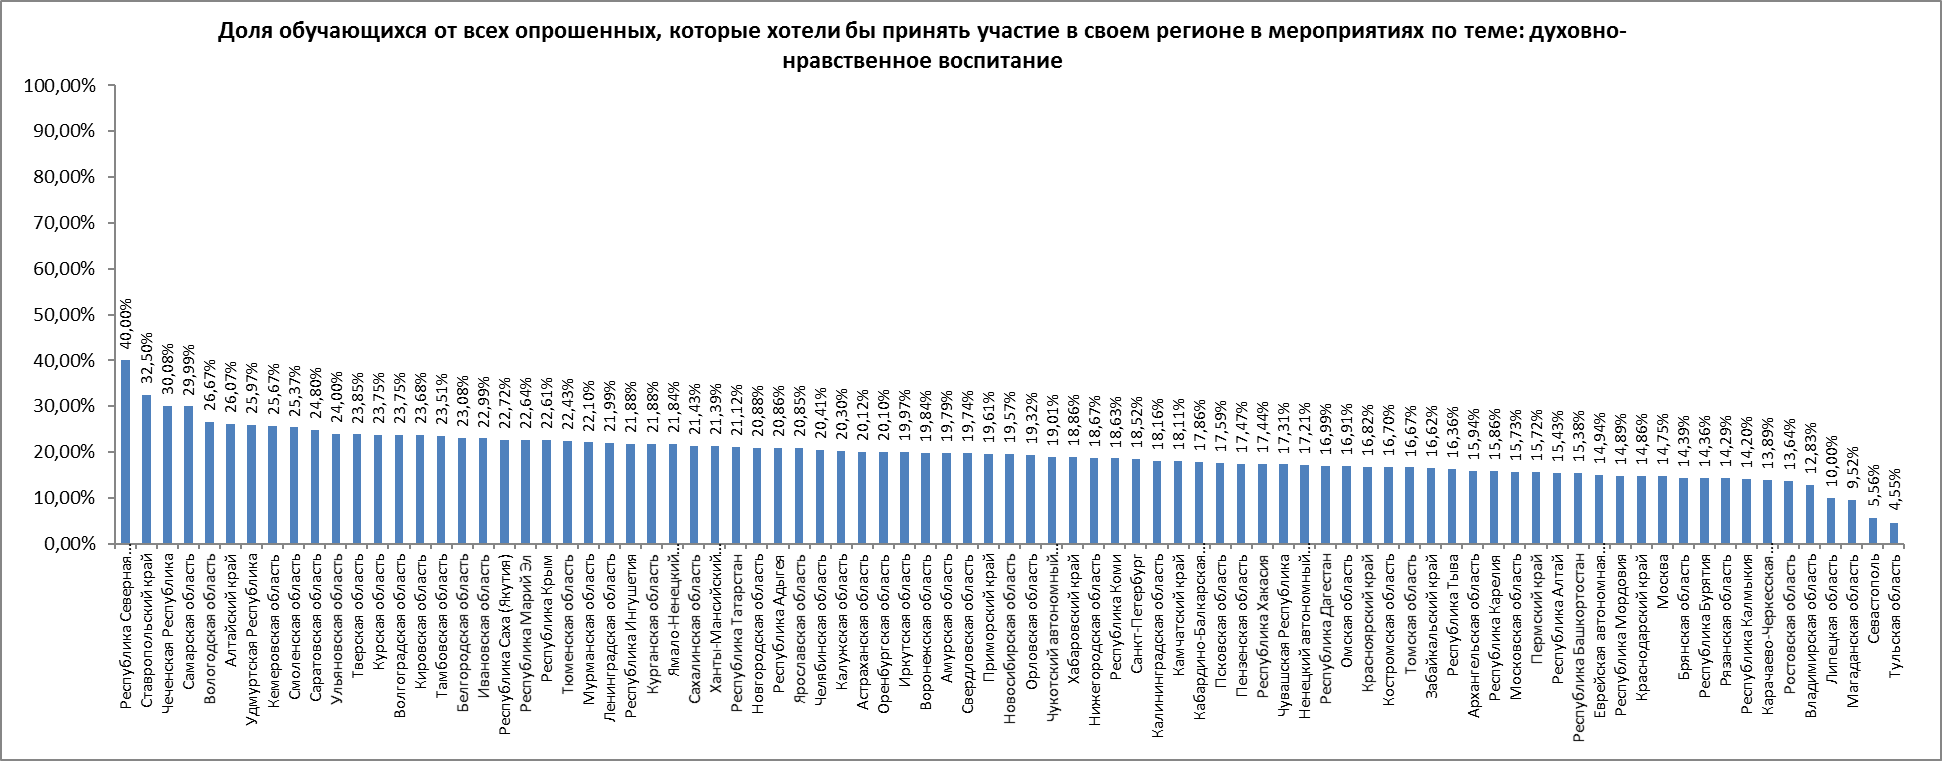 Доля обучающихся от всех опрошенных, которые хотели бы принять участие в своем регионе в мероприятиях по теме: духовно-
нравственное воспитание
100,00%
90,00%
80,00%
70,00%
60,00%
50,00%
40,00%
30,00%
20,00%
10,00%
0,00%
40,00%
32,50%
30,08%
29,99%
26,67%
26,07%
25,97%
25,67%
25,37%
24,80%
24,00%
23,85%
23,75%
23,75%
23,68%
23,51%
23,08%
22,99%
22,72%
22,64%
22,61%
22,43%
22,10%
21,99%
21,88%
21,88%
21,84%
21,43%
21,39%
21,12%
20,88%
20,86%
20,85%
20,41%
20,30%
20,12%
20,10%
19,97%
19,84%
19,79%
19,74%
19,61%
19,57%
19,32%
19,01%
18,86%
18,67%
18,63%
18,52%
18,16%
18,11%
17,86%
17,59%
17,47%
17,44%
17,31%
17,21%
16,99%
16,91%
16,82%
16,70%
16,67%
16,62%
16,36%
15,94%
15,86%
15,73%
15,72%
15,43%
15,38%
14,94%
14,89%
14,86%
14,75%
14,39%
14,36%
14,29%
14,20%
13,89%
13,64%
12,83%
10,00%
9,52%
5,56%
4,55%
Республика Северная…
Ставропольский край
Чеченская Республика
Самарская область
Вологодская область
Алтайский край
Удмуртская Республика
Кемеровская область
Смоленская область
Саратовская область
Ульяновская область
Тверская область
Курская область
Волгоградская область
Кировская область
Тамбовская область
Белгородская область
Ивановская область
Республика Саха (Якутия)
Республика Марий Эл
Республика Крым
Тюменская область
Мурманская область
Ленинградская область
Республика Ингушетия
Курганская область
Ямало-Ненецкий…
Сахалинская область
Ханты-Мансийский…
Республика Татарстан
Новгородская область
Республика Адыгея
Ярославская область
Челябинская область
Калужская область
Астраханская область
Оренбургская область
Иркутская область
Воронежская область
Амурская область
Свердловская область
Приморский край
Новосибирская область
Орловская область
Чукотский автономный…
Хабаровский край
Нижегородская область
Республика Коми
Санкт-Петербург
Калининградская область
Камчатский край
Кабардино-Балкарская…
Псковская область
Пензенская область
Республика Хакасия
Чувашская Республика
Ненецкий автономный…
Республика Дагестан
Омская область
Красноярский край
Костромская область
Томская область
Забайкальский край
Республика Тыва
Архангельская область
Республика Карелия
Московская область
Пермский край
Республика Алтай
Республика Башкортостан
Еврейская автономная…
Республика Мордовия
Краснодарский край
Москва
Брянская область
Республика Бурятия
Рязанская область
Республика Калмыкия
Карачаево-Черкесская…
Ростовская область
Владимирская область
Липецкая область
Магаданская область
Севастополь
Тульская область